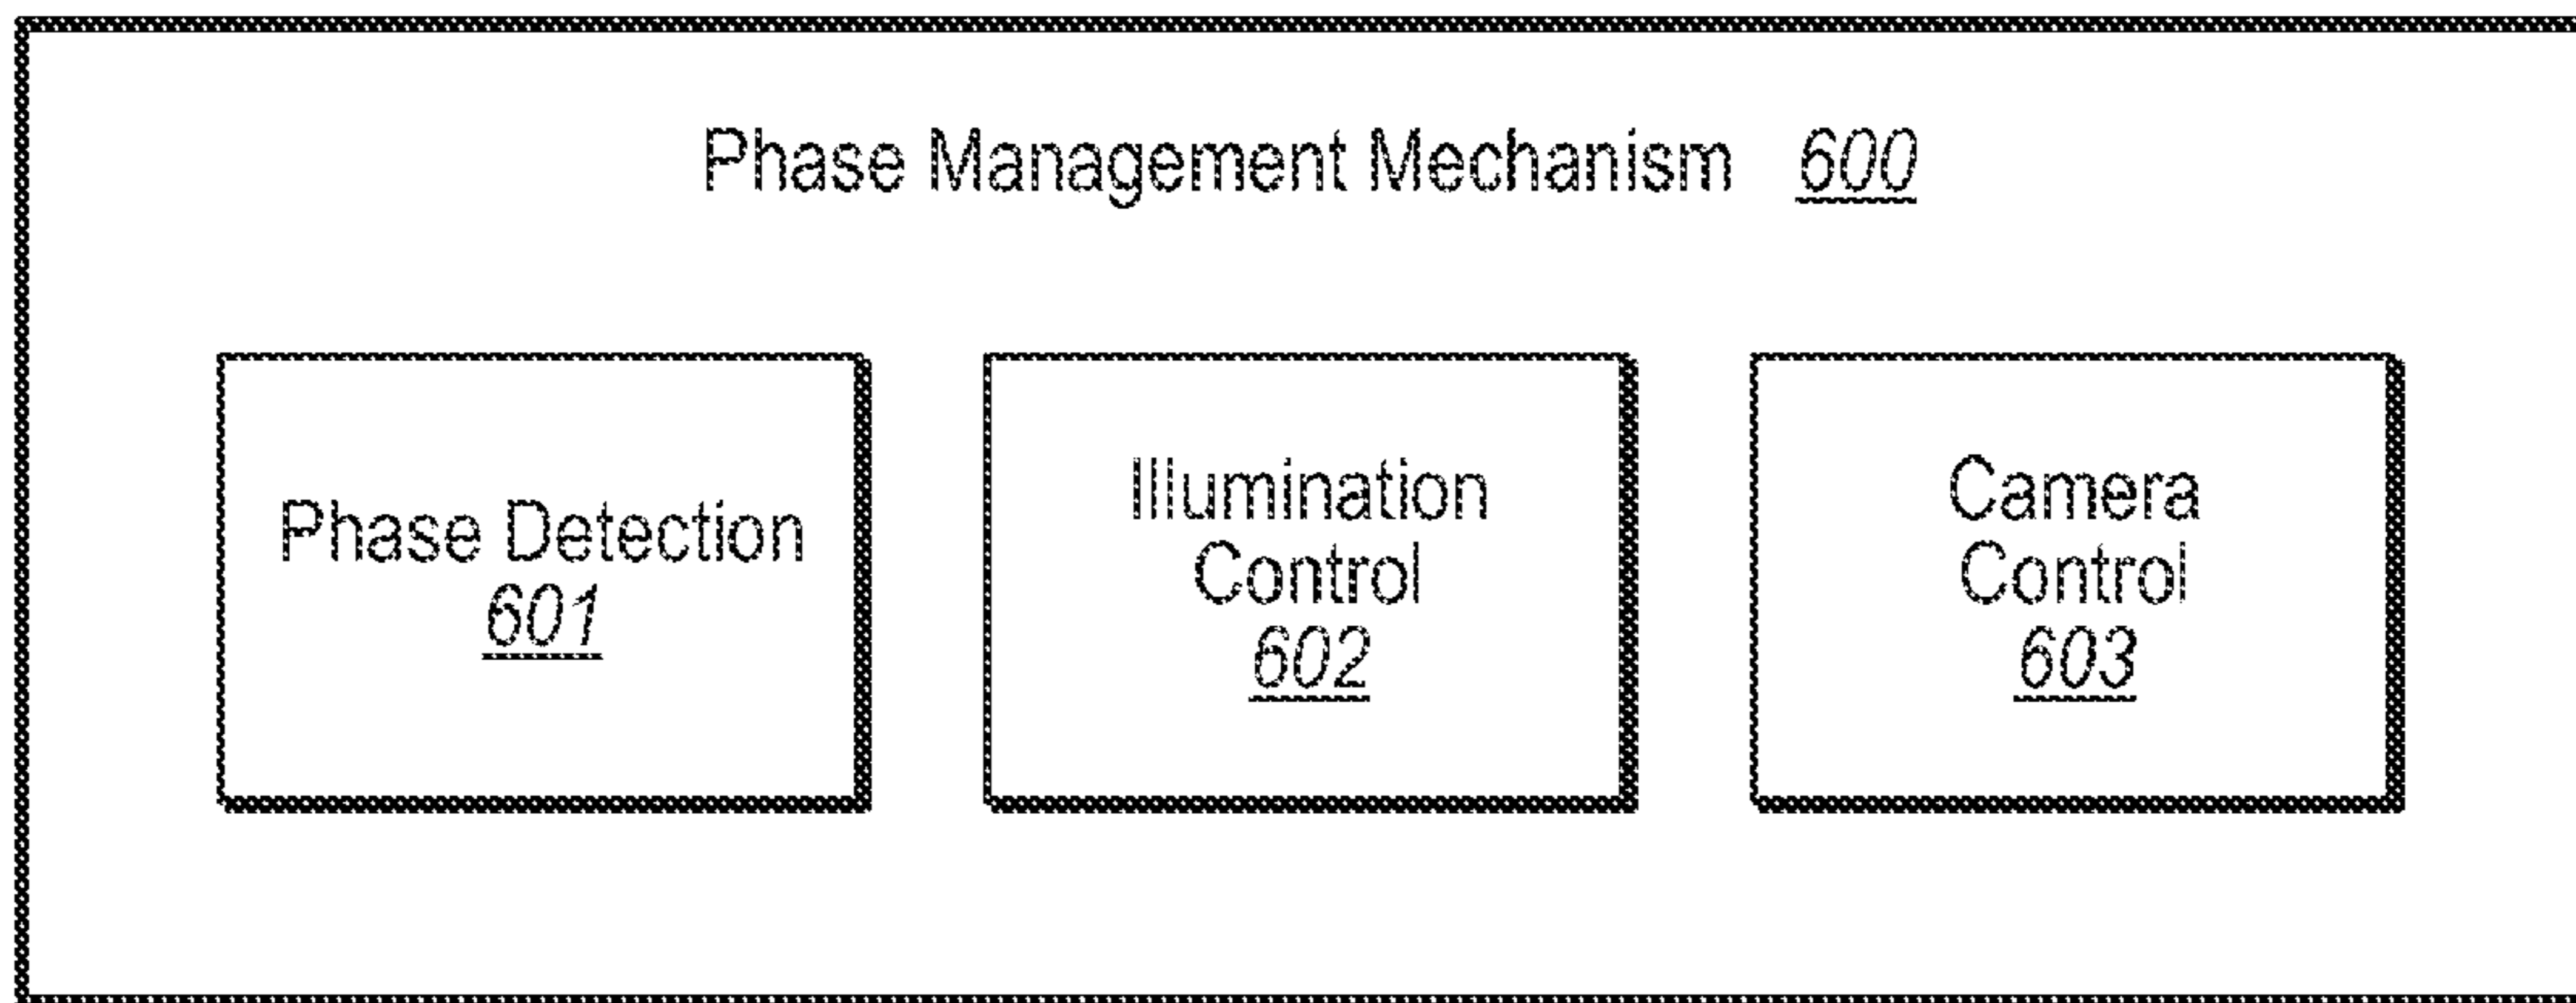 Phase Management Mechanism 600
Phase Detection
601
Illumination
Control
602
Camera
Control
603